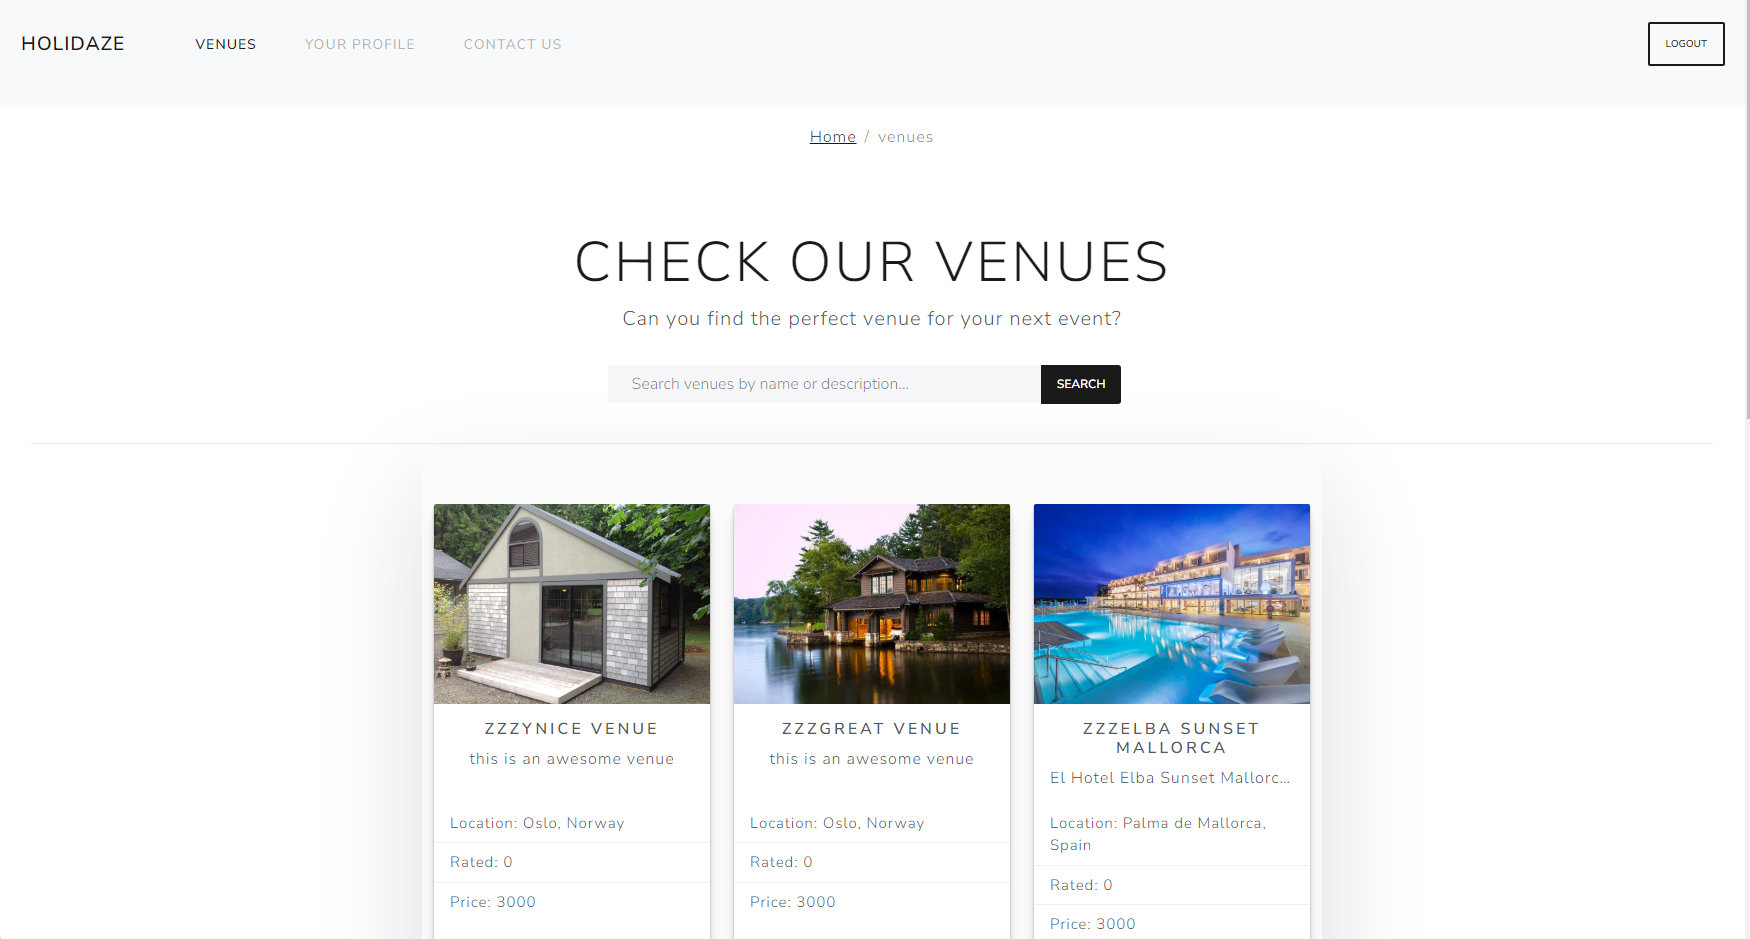 HOLIDAZE
VENUES
YOUR PROFILE
CONTACT US
LOGOUT
Home / venues
CHECK OUR VENUES
Can you find the perfect venue for your next event?
Search venues by name or description...
SEARCH
ZZZYNICE VENUE
this is an awesome venue
Location: Oslo, Norway
Rated: 0
Price: 3000
ZZZGREAT VENUE
this is an awesome venue
Location: Oslo, Norway
Rated: 0
Price: 3000
ZZZELBA SUNSET
MALLORCA
El Hotel Elba Sunset Mallorc...
Location: Palma de Mallorca,
Spain
Rated: 0
Price: 3000